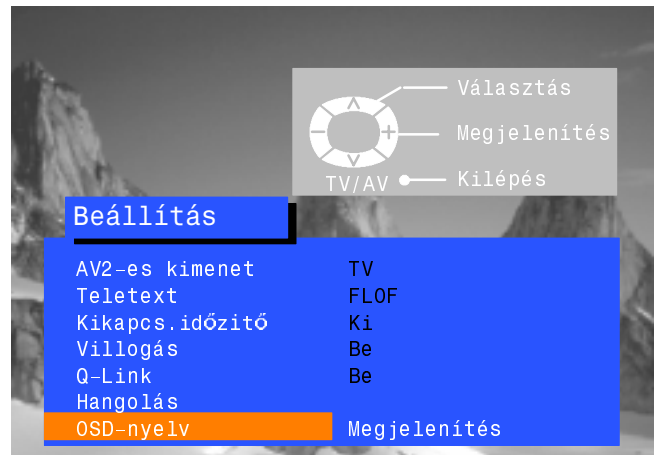 Választás
Megjelenítés
TV/AV Kilépés
Beállítás
AV2-es kimenet TV
Teletext FLOF
Kikapcs.időzitő Ki
Villogás Be
Q-Link Be
Hangolás
OSD-nyelv Megjelenítés